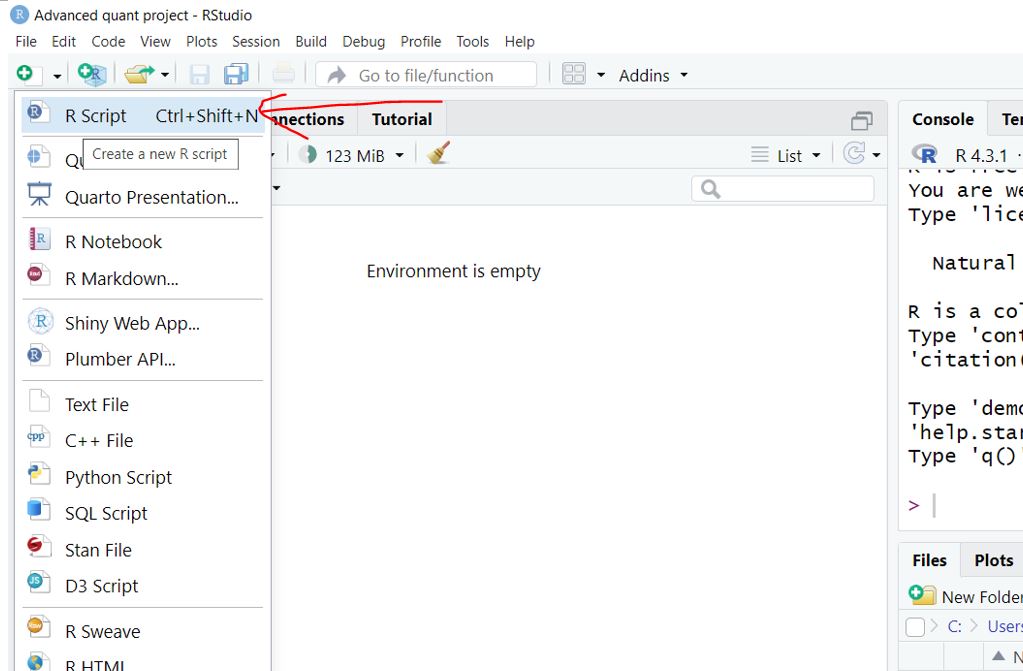 Advanced quant project - RStudio
File Edit Code View Plots Session Build Debug Profile Tools Help
Go to file/function Addins
R Script Ctrl+Shift+N
Create a new R script
Quarto Presentation...
R Notebook
R Markdown...
Shiny Web App...
Plumber API...
Text File
C++ File
Python Script
SQL Script
Stan File
D3 Script
R Sweave
R HTML
Tutorial
123 MiB List
Environment is empty
Console
R 4.3.1 ·
You are we
Type 'lice
Natural
R is a col
Type 'cont
'citation(
Type 'demo
'help.star
Type 'q()'
>
Files Plots
New Folder
C: Users